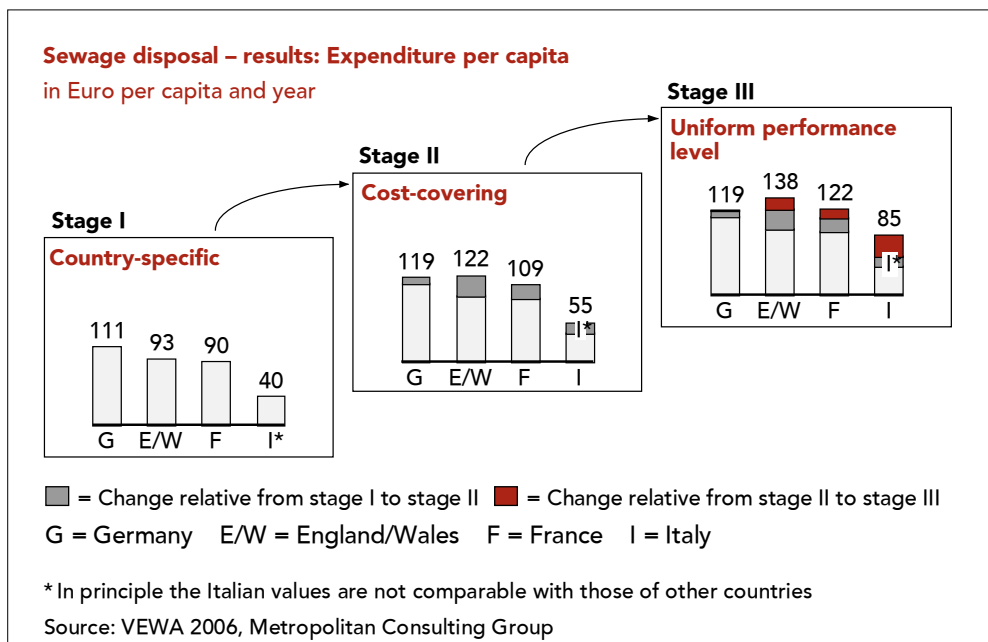 Sewage disposal – results: Expenditure per capita
in Euro per capita and year
Stage I
Country-specific
111
93
90
40
G E/W F I*
Stage II
Cost-covering
119
122
109
55
I*
G E/W F I
Stage III
Uniform performance
level
119
138
122
85
I*
G E/W F I
= Change relative from stage I to stage II = Change relative from stage II to stage III
G = Germany E/W = England/Wales F = France I = Italy
* In principle the Italian values are not comparable with those of other countries
Source: VEWA 2006, Metropolitan Consulting Group